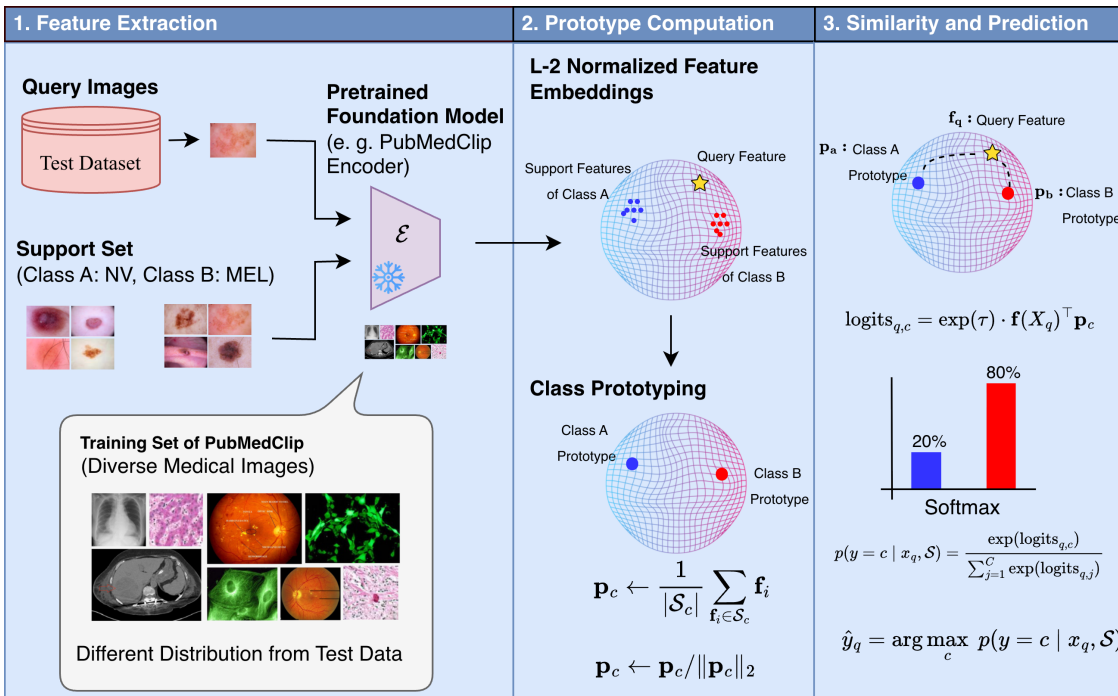 1. Feature Extraction
Query Images
Test Dataset
Pretrained
Foundation Model
(e. g. PubMedClip
Encoder)
ℰ
Support Set
(Class A: NV, Class B: MEL)
Training Set of PubMedClip
(Diverse Medical Images)
Different Distribution from Test Data
2. Prototype Computation
L-2 Normalized Feature
Embeddings
Support Features
of Class A
Query Feature
Support Features
of Class B
Class Prototyping
Class A
Prototype
Class B
Prototype
𝐩_c ← 1/|𝒮_c| ∑_{𝐟_i∈𝒮_c} 𝐟_i
𝐩_c ← 𝐩_c/‖𝐩_c‖_2
3. Similarity and Prediction
𝐟_𝐪 : Query Feature
𝐩_𝐚 : Class A
Prototype
𝐩_𝐛 : Class B
Prototype
logits_{q,c} = exp(τ) · 𝐟(X_q)^⊤ 𝐩_c
80%
20%
Softmax
p(y = c | x_q, 𝒮) = exp(logits_{q,c}) / ∑_{j=1}^{C} exp(logits_{q,j})
ŷ_q = arg max_c p(y = c | x_q, 𝒮)